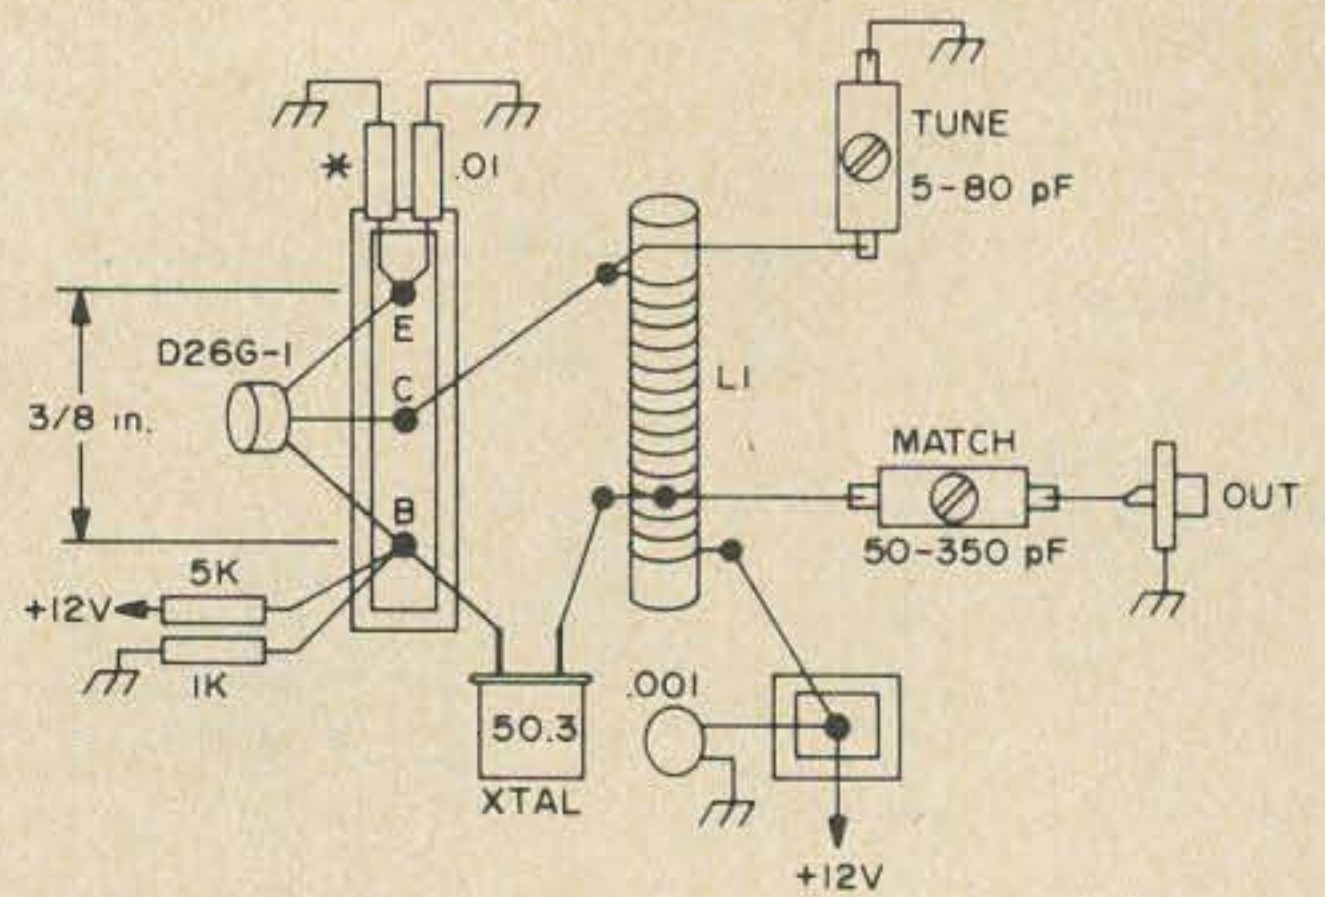 TUNE
5-80 pF
*
.01
E
D26G-1
C
L1
3/8 in.
MATCH
B
OUT
50-350 pF
5K
+12V
1K
.001
50.3
XTAL
+12V